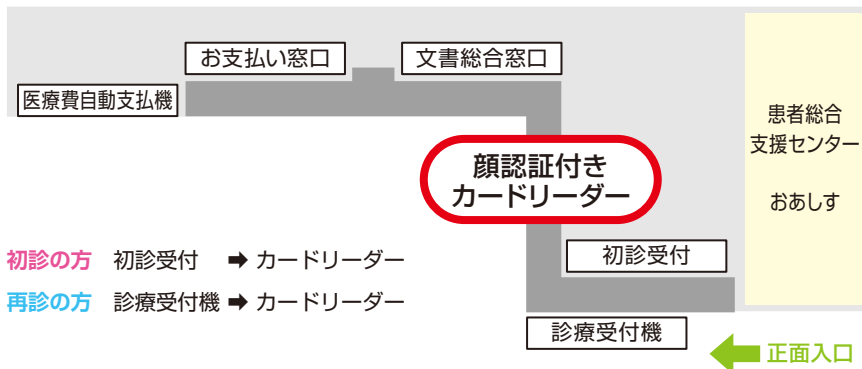 お支払い窓口
文書総合窓口
医療費自動支払機
患者総合
支援センター
おあしす
顔認証付き
カードリーダー
初診受付
初診の方 初診受付 ➡ カードリーダー
再診の方 診療受付機 ➡ カードリーダー
診療受付機
正面入口